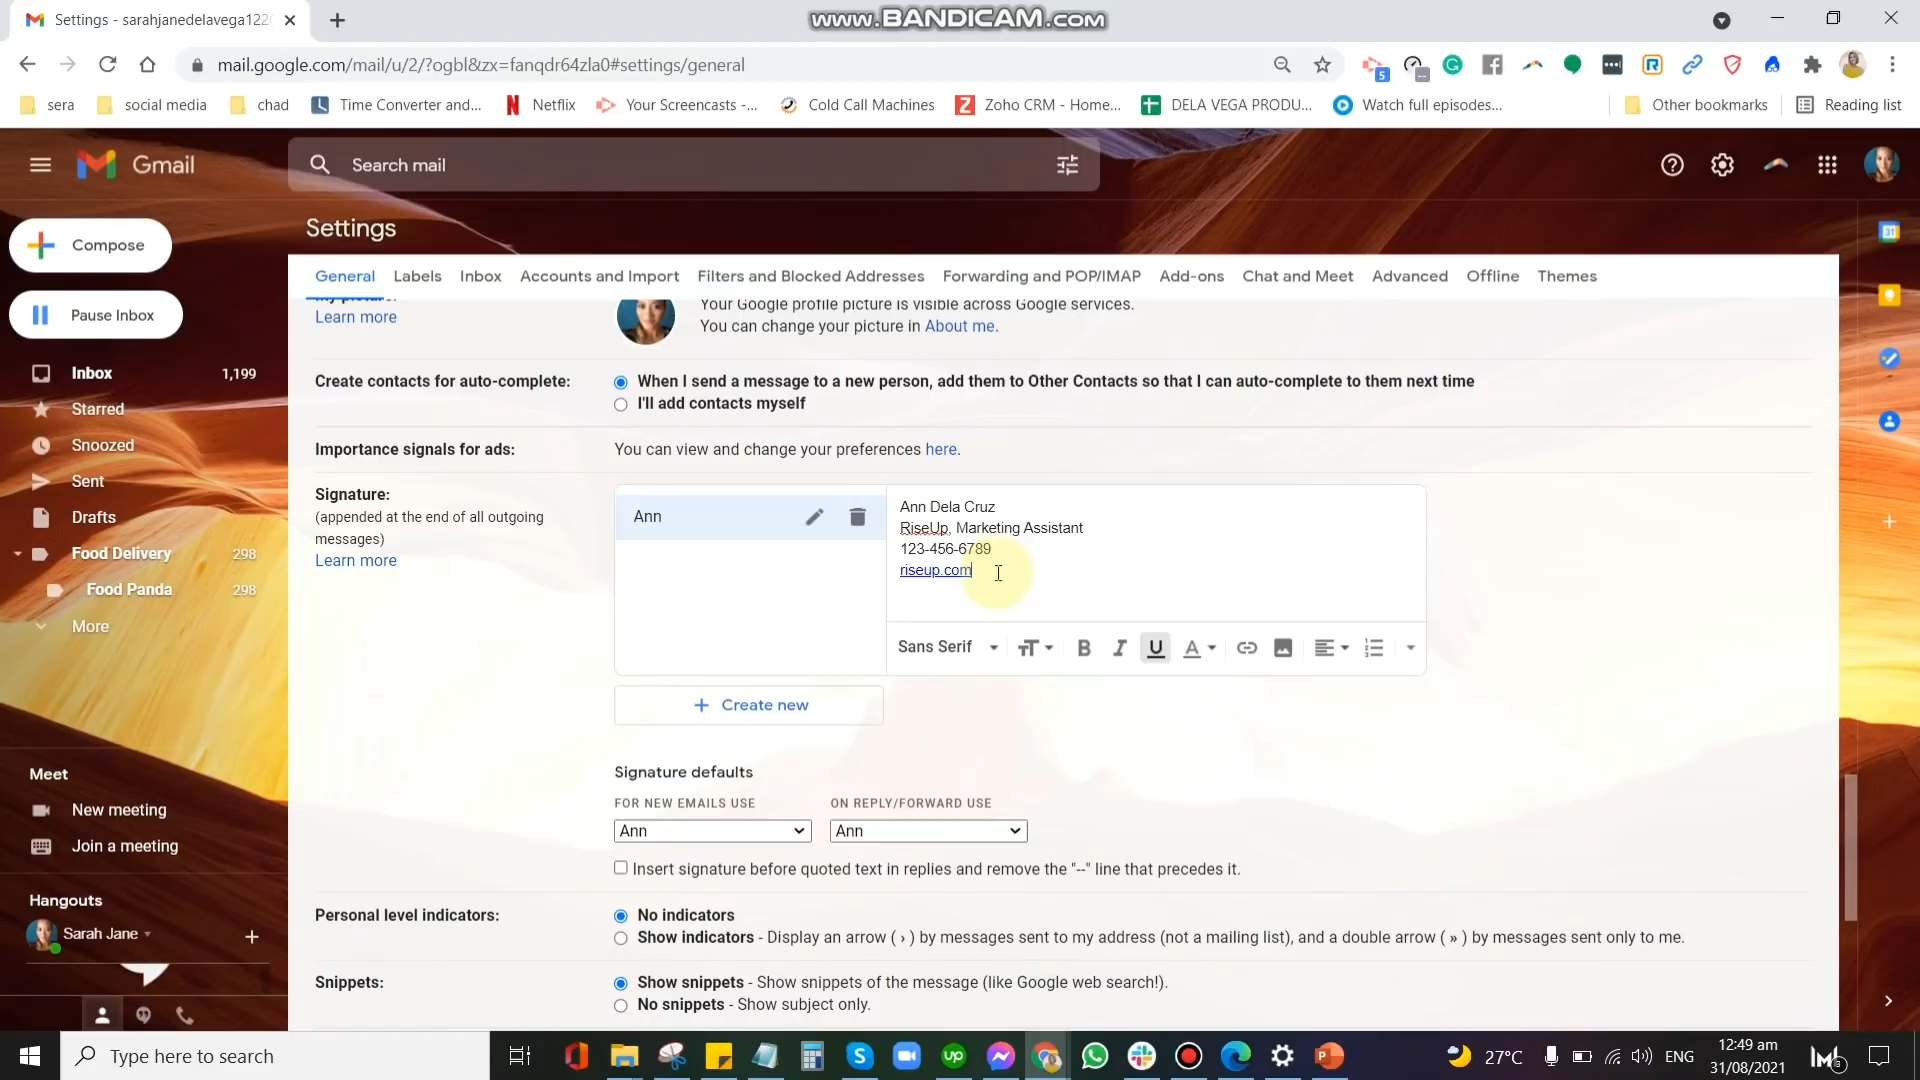 Settings - sarahjanedelavega122
www.BANDICAM.com
mail.google.com/mail/u/2/?ogbl&zx=fanqdr64zla0#settings/general
5
sera
social media
chad
Time Converter and...
Netflix
Your Screencasts -...
Cold Call Machines
Zoho CRM - Home...
DELA VEGA PRODU...
Watch full episodes...
Other bookmarks
Reading list
Gmail
Search mail
Settings
Compose
Pause Inbox
General
Labels
Inbox
Accounts and Import
Filters and Blocked Addresses
Forwarding and POP/IMAP
Add-ons
Chat and Meet
Advanced
Offline
Themes
My picture:
Learn more
Your Google profile picture is visible across Google services.
You can change your picture in About me.
Inbox 1,199
Starred
Snoozed
Sent
Drafts
Food Delivery 298
Food Panda 298
More
Create contacts for auto-complete:
When I send a message to a new person, add them to Other Contacts so that I can auto-complete to them next time
I'll add contacts myself
Importance signals for ads:
You can view and change your preferences here.
Signature:
(appended at the end of all outgoing
messages)
Learn more
Ann
Ann Dela Cruz
RiseUp, Marketing Assistant
123-456-6789
riseup.com
Sans Serif
Create new
Signature defaults
FOR NEW EMAILS USE
ON REPLY/FORWARD USE
Ann
Ann
Insert signature before quoted text in replies and remove the "--" line that precedes it.
Personal level indicators:
No indicators
Show indicators - Display an arrow ( › ) by messages sent to my address (not a mailing list), and a double arrow ( » ) by messages sent only to me.
Snippets:
Show snippets - Show snippets of the message (like Google web search!).
No snippets - Show subject only.
Meet
New meeting
Join a meeting
Hangouts
Sarah Jane
Type here to search
27°C
ENG
12:49 am
31/08/2021